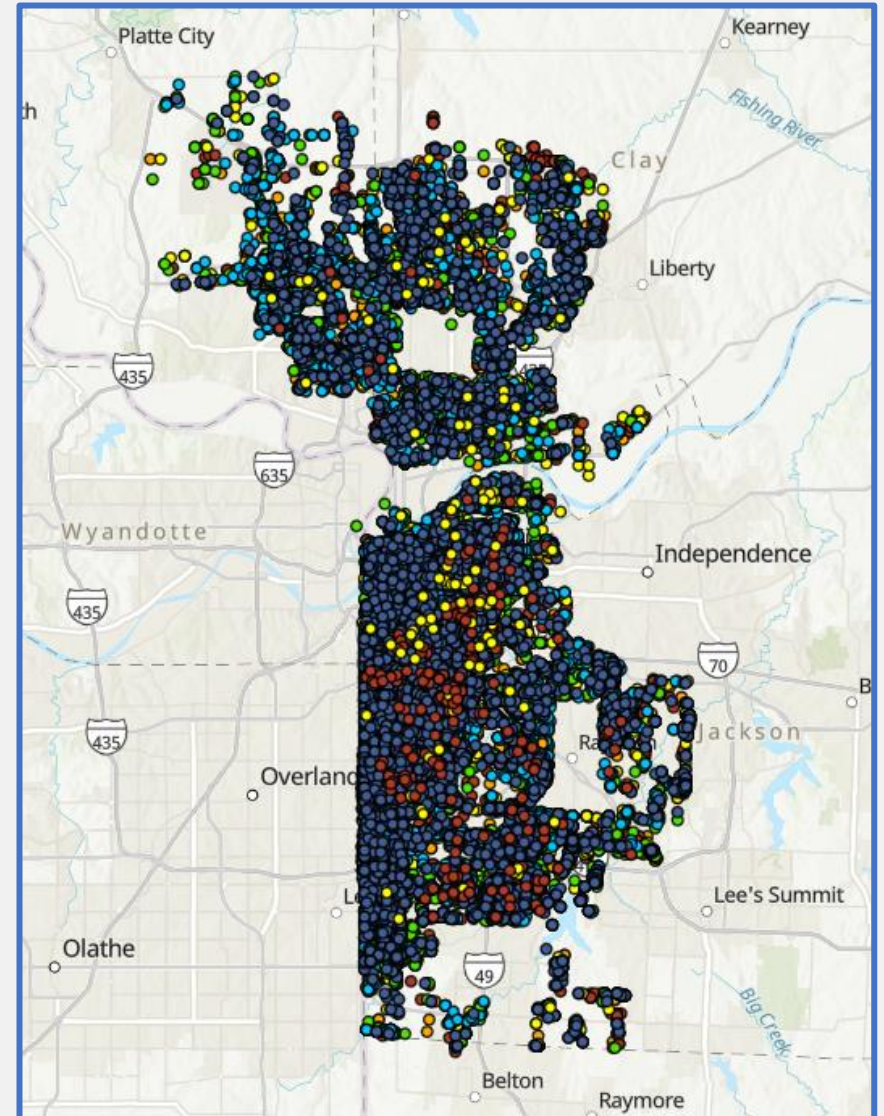 Platte City
Kearney
Fishing River
Clay
Liberty
435
635
Wyandotte
Independence
435
70
435
Jackson
Overland
Lee's Summit
Olathe
49
Big Creek
Belton
Raymore